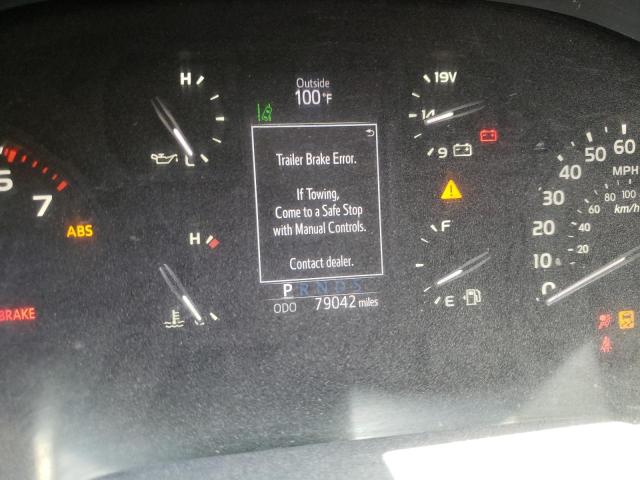 H
L
Outside
100°F
19V
14
9
Trailer Brake Error.
If Towing,
Come to a Safe Stop
with Manual Controls.
Contact dealer.
7
ABS
BRAKE
H
F
E
P R N D S
ODO 79042 miles
60
50
40
30
20
10
0
MPH
100
80
60
40
20
km/h